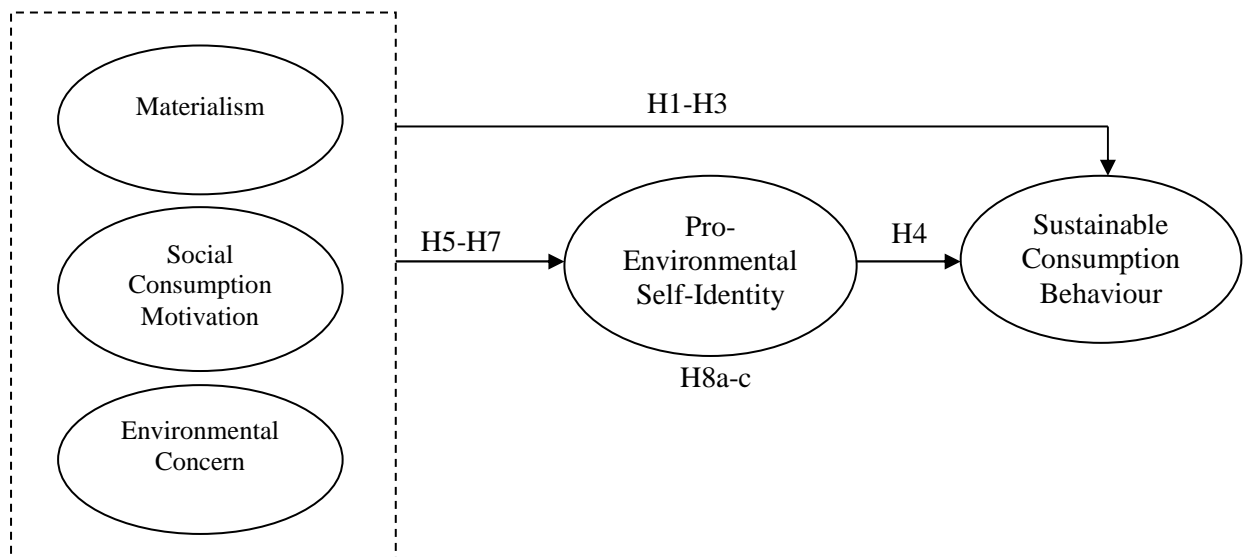 Materialism
Social
Consumption
Motivation
Environmental
Concern
H1-H3
H5-H7
Pro-
Environmental
Self-Identity
H8a-c
H4
Sustainable
Consumption
Behaviour